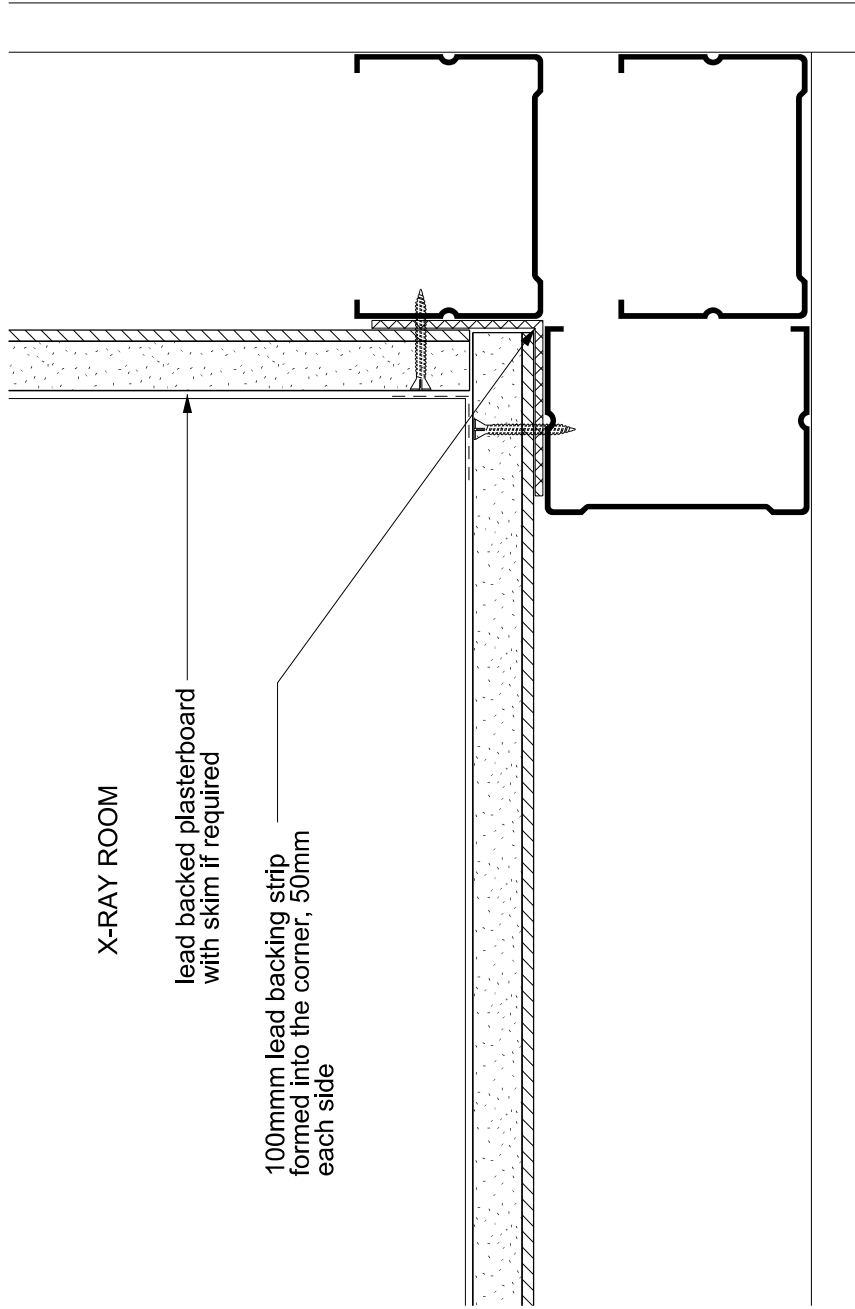 X-RAY ROOM
lead backed plasterboard
with skim if required
100mmm lead backing strip
formed into the corner, 50mm
each side